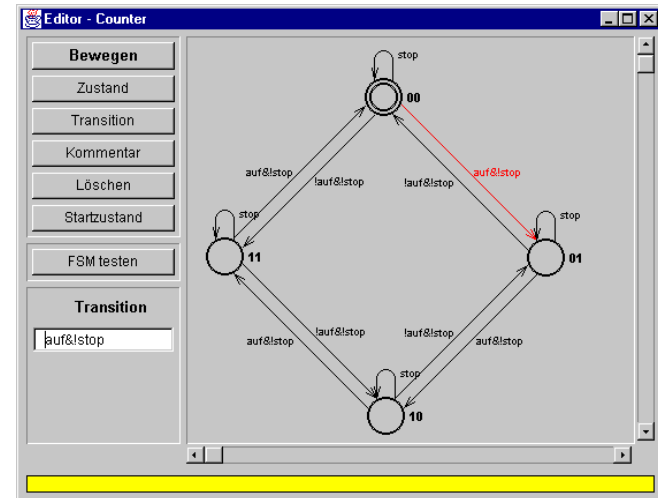 Editor - Counter
Bewegen
Zustand
Transition
Kommentar
Löschen
Startzustand
FSM testen
Transition
auf&!stop
stop
00
auf&!stop
!auf&!stop
!auf&!stop
auf&!stop
stop
11
stop
01
auf&!stop
!auf&!stop
!auf&!stop
auf&!stop
stop
10